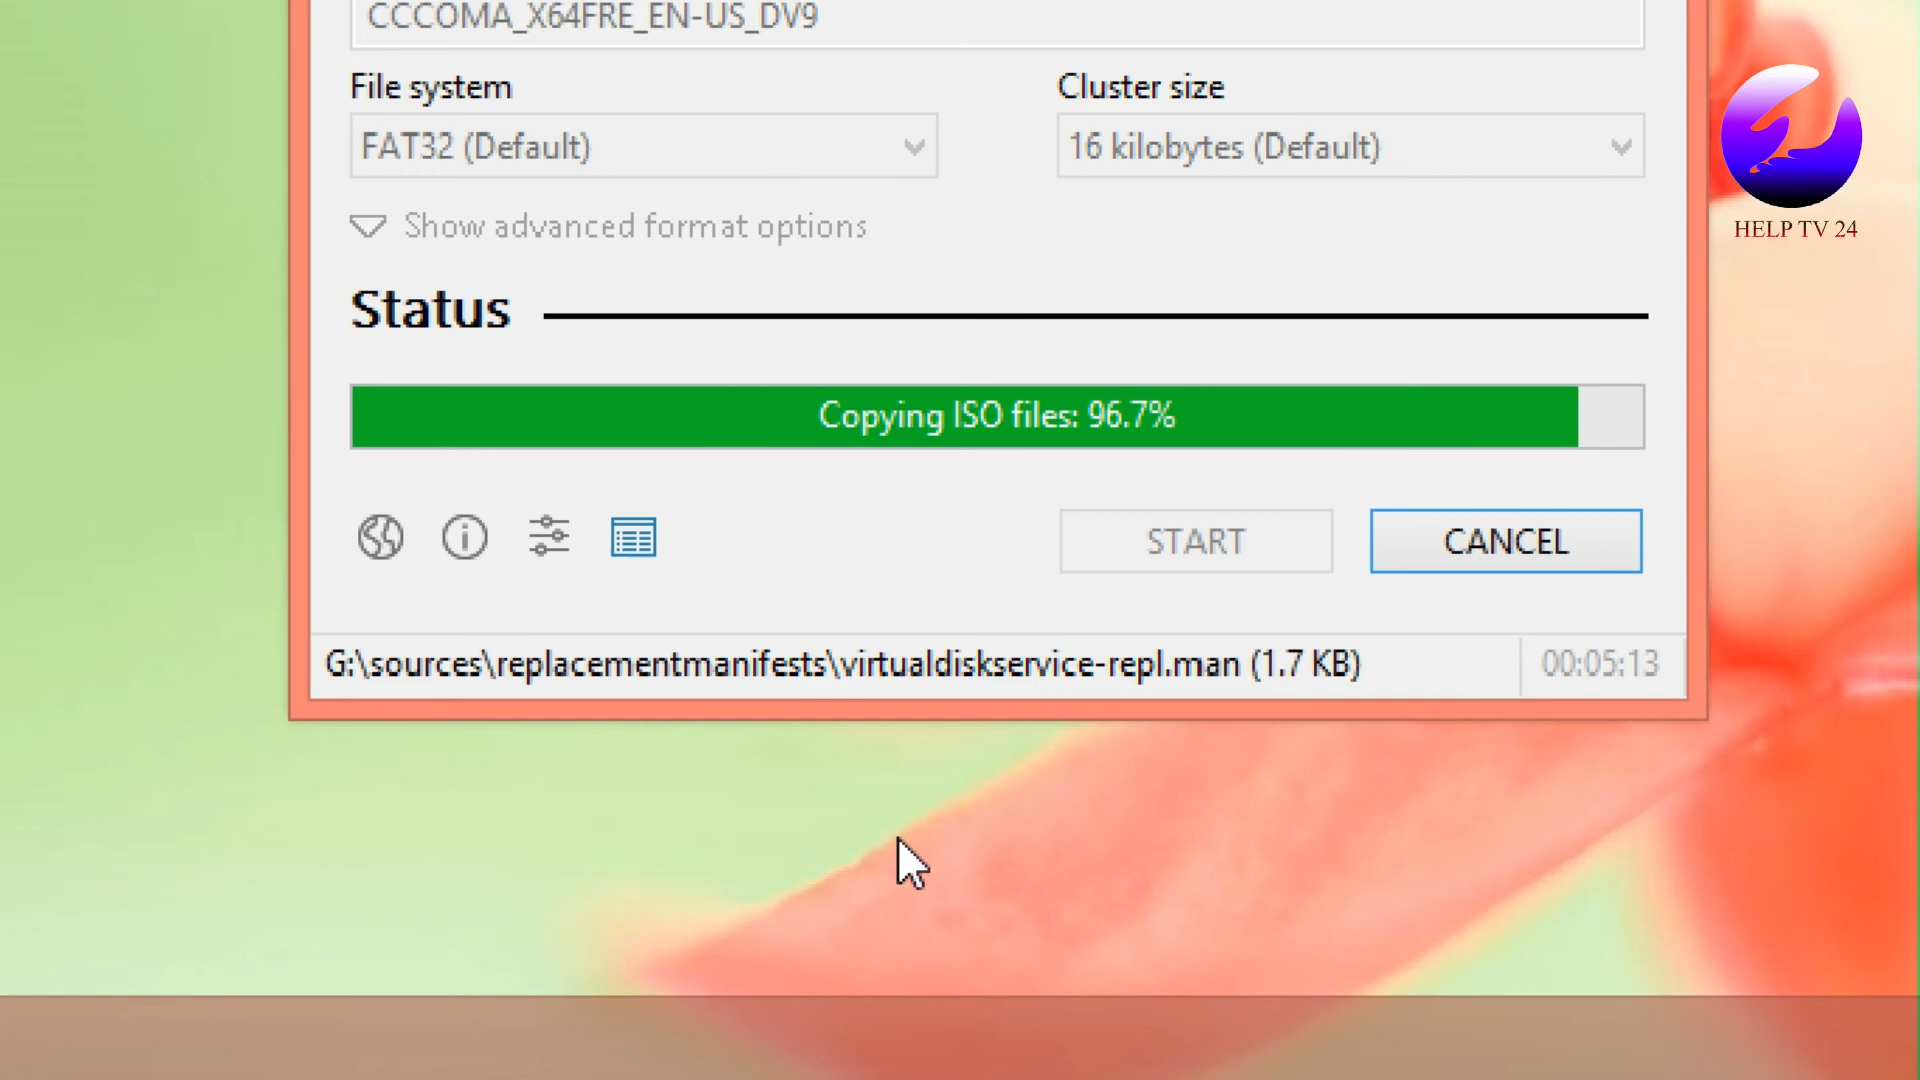 CCCOMA_X64FRE_EN-US_DV9
File system
Cluster size
FAT32 (Default)
16 kilobytes (Default)
Show advanced format options
HELP TV 24
Status
Copying ISO files: 96.7%
START
CANCEL
G:\sources\replacementmanifests\virtualdiskservice-repl.man (1.7 KB)
00:05:13